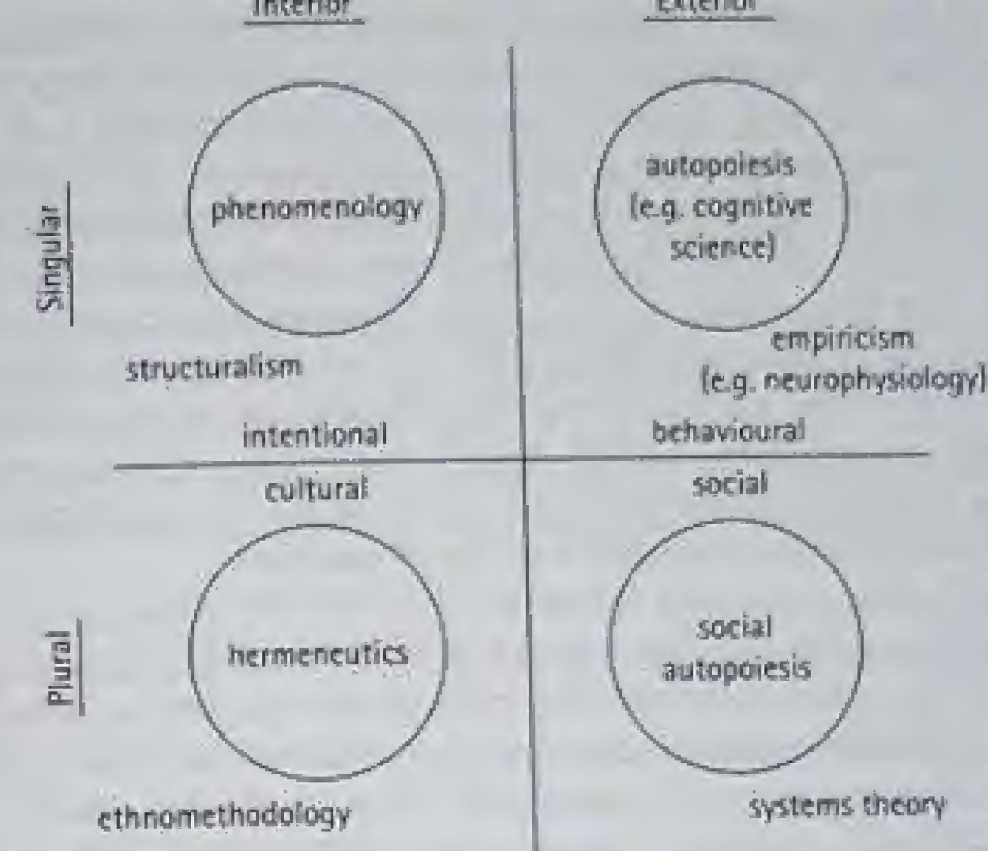 Interior
Exterior
Singular
phenomenology
autopoiesis
(e.g. cognitive
science)
structuralism
empiricism
(e.g. neurophysiology)
intentional
behavioural
cultural
social
Plural
hermeneutics
social
autopoiesis
ethnomethodology
systems theory